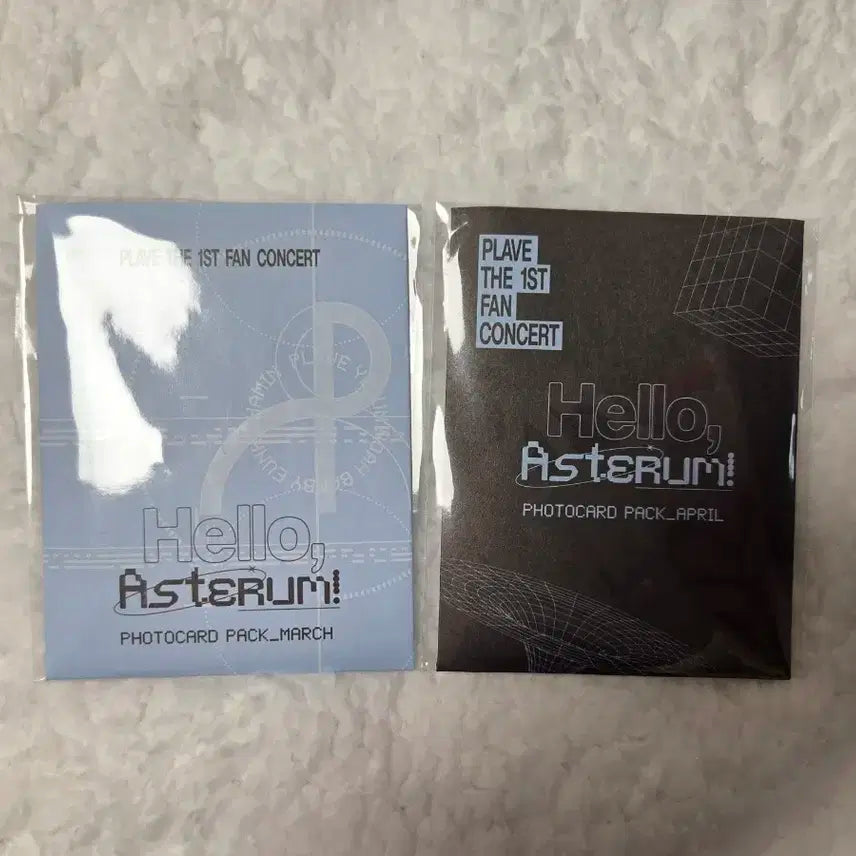 PLAVE THE 1ST FAN CONCERT
Hello,
Asterum!
PHOTOCARD PACK_MARCH
PLAVE
THE 1ST
FAN
CONCERT
Hello,
Asterum!
PHOTOCARD PACK_APRIL